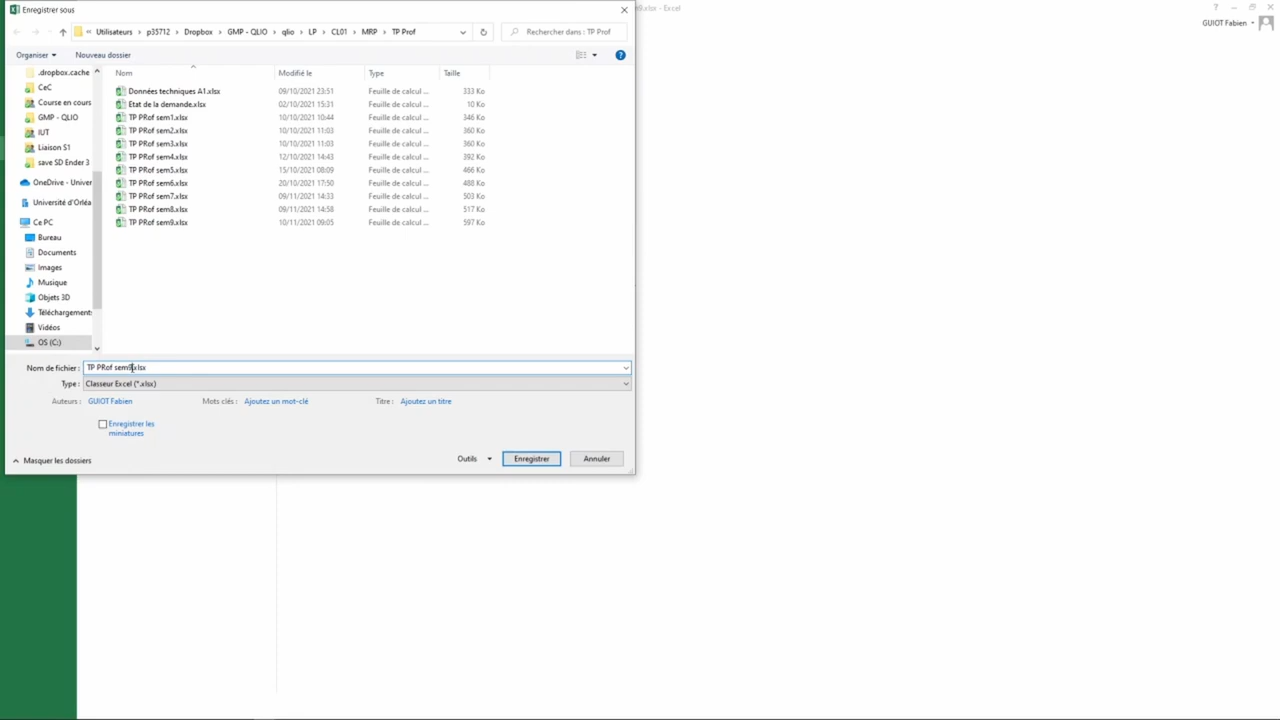 Enregistrer sous
n9.xlsx - Excel
GUIOT Fabien
« Utilisateurs > p35712 > Dropbox > GMP - QLIO > qlio > LP > CL01 > MRP > TP Prof
Rechercher dans : TP Prof
Organiser
Nouveau dossier
Nom Modifié le Type Taille
.dropbox.cache
CeC
Course en cours
GMP - QLIO
IUT
Liaison S1
save SD Ender 3
OneDrive - Univer
Université d'Orléa
Ce PC
Bureau
Documents
Images
Musique
Objets 3D
Téléchargement
Vidéos
OS (C:)
Données techniques A1.xlsx 09/10/2021 23:51 Feuille de calcul ... 333 Ko
Etat de la demande.xlsx 02/10/2021 15:31 Feuille de calcul ... 10 Ko
TP PRof sem1.xlsx 10/10/2021 10:44 Feuille de calcul ... 346 Ko
TP PRof sem2.xlsx 10/10/2021 11:03 Feuille de calcul ... 360 Ko
TP PRof sem3.xlsx 10/10/2021 11:03 Feuille de calcul ... 360 Ko
TP PRof sem4.xlsx 12/10/2021 14:43 Feuille de calcul ... 392 Ko
TP PRof sem5.xlsx 15/10/2021 08:09 Feuille de calcul ... 466 Ko
TP PRof sem6.xlsx 20/10/2021 17:50 Feuille de calcul ... 488 Ko
TP PRof sem7.xlsx 09/11/2021 14:33 Feuille de calcul ... 503 Ko
TP PRof sem8.xlsx 09/11/2021 14:58 Feuille de calcul ... 517 Ko
TP PRof sem9.xlsx 10/11/2021 09:05 Feuille de calcul ... 597 Ko
Nom de fichier : TP PRof sem9.xlsx
Type : Classeur Excel (*.xlsx)
Auteurs : GUIOT Fabien Mots clés : Ajoutez un mot-clé Titre : Ajoutez un titre
Enregistrer les
miniatures
Masquer les dossiers
Outils Enregistrer Annuler